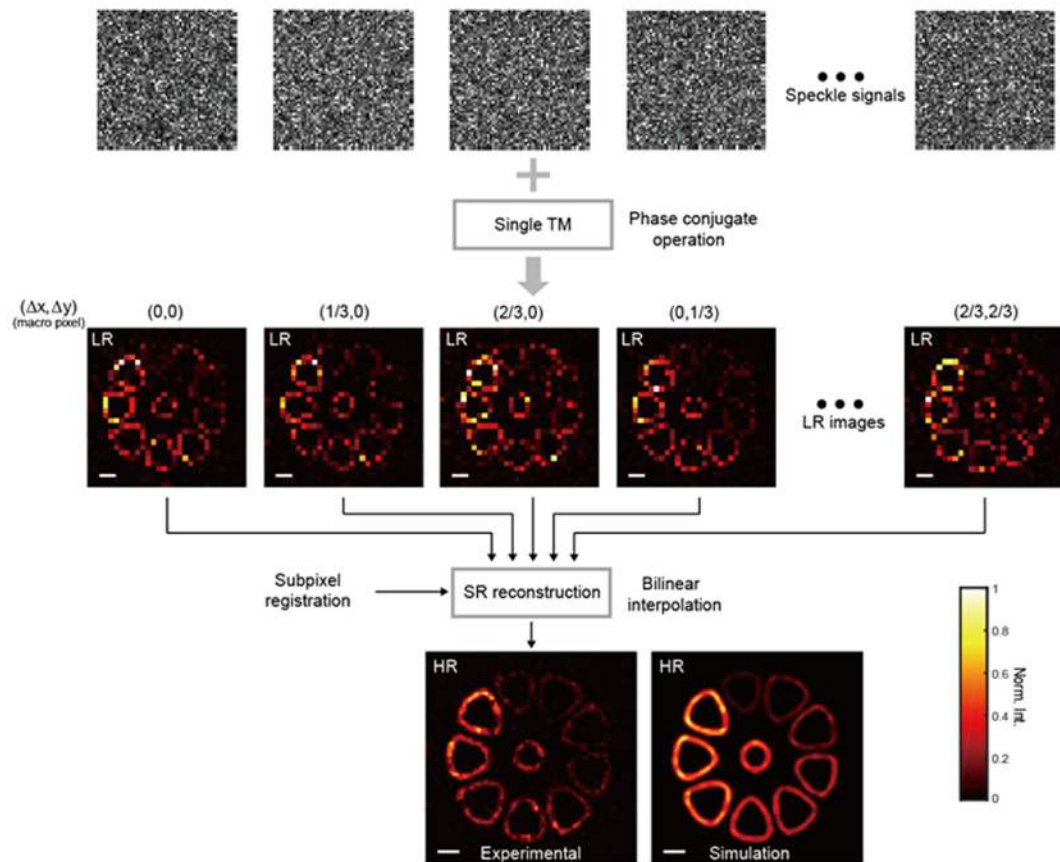 Speckle signals
Single TM
Phase conjugate
operation
(Δx,Δy)
(macro pixel)
(0,0)
(1/3,0)
(2/3,0)
(0,1/3)
(2/3,2/3)
LR
LR
LR
LR
LR
LR images
Subpixel
registration
SR reconstruction
Bilinear
interpolation
HR
Experimental
HR
Simulation
1
0.8
0.6
0.4
0.2
0
Norm. Int.